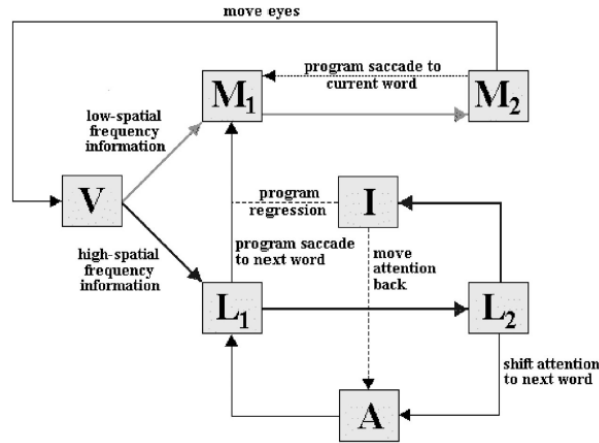 move eyes
program saccade to
current word
M1
M2
low-spatial
frequency
information
V
program
regression
I
high-spatial
frequency
information
program saccade
to next word
move
attention
back
L1
L2
shift attention
to next word
A